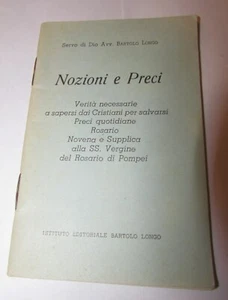 Servo di Dio Avv. Bartolo Longo
Nozioni e Preci
Verità necessarie
a sapersi dai Cristiani per salvarsi
Preci quotidiane
Rosario
Novena e Supplica
alla SS. Vergine
del Rosario di Pompei
ISTITUTO EDITORIALE BARTOLO LONGO